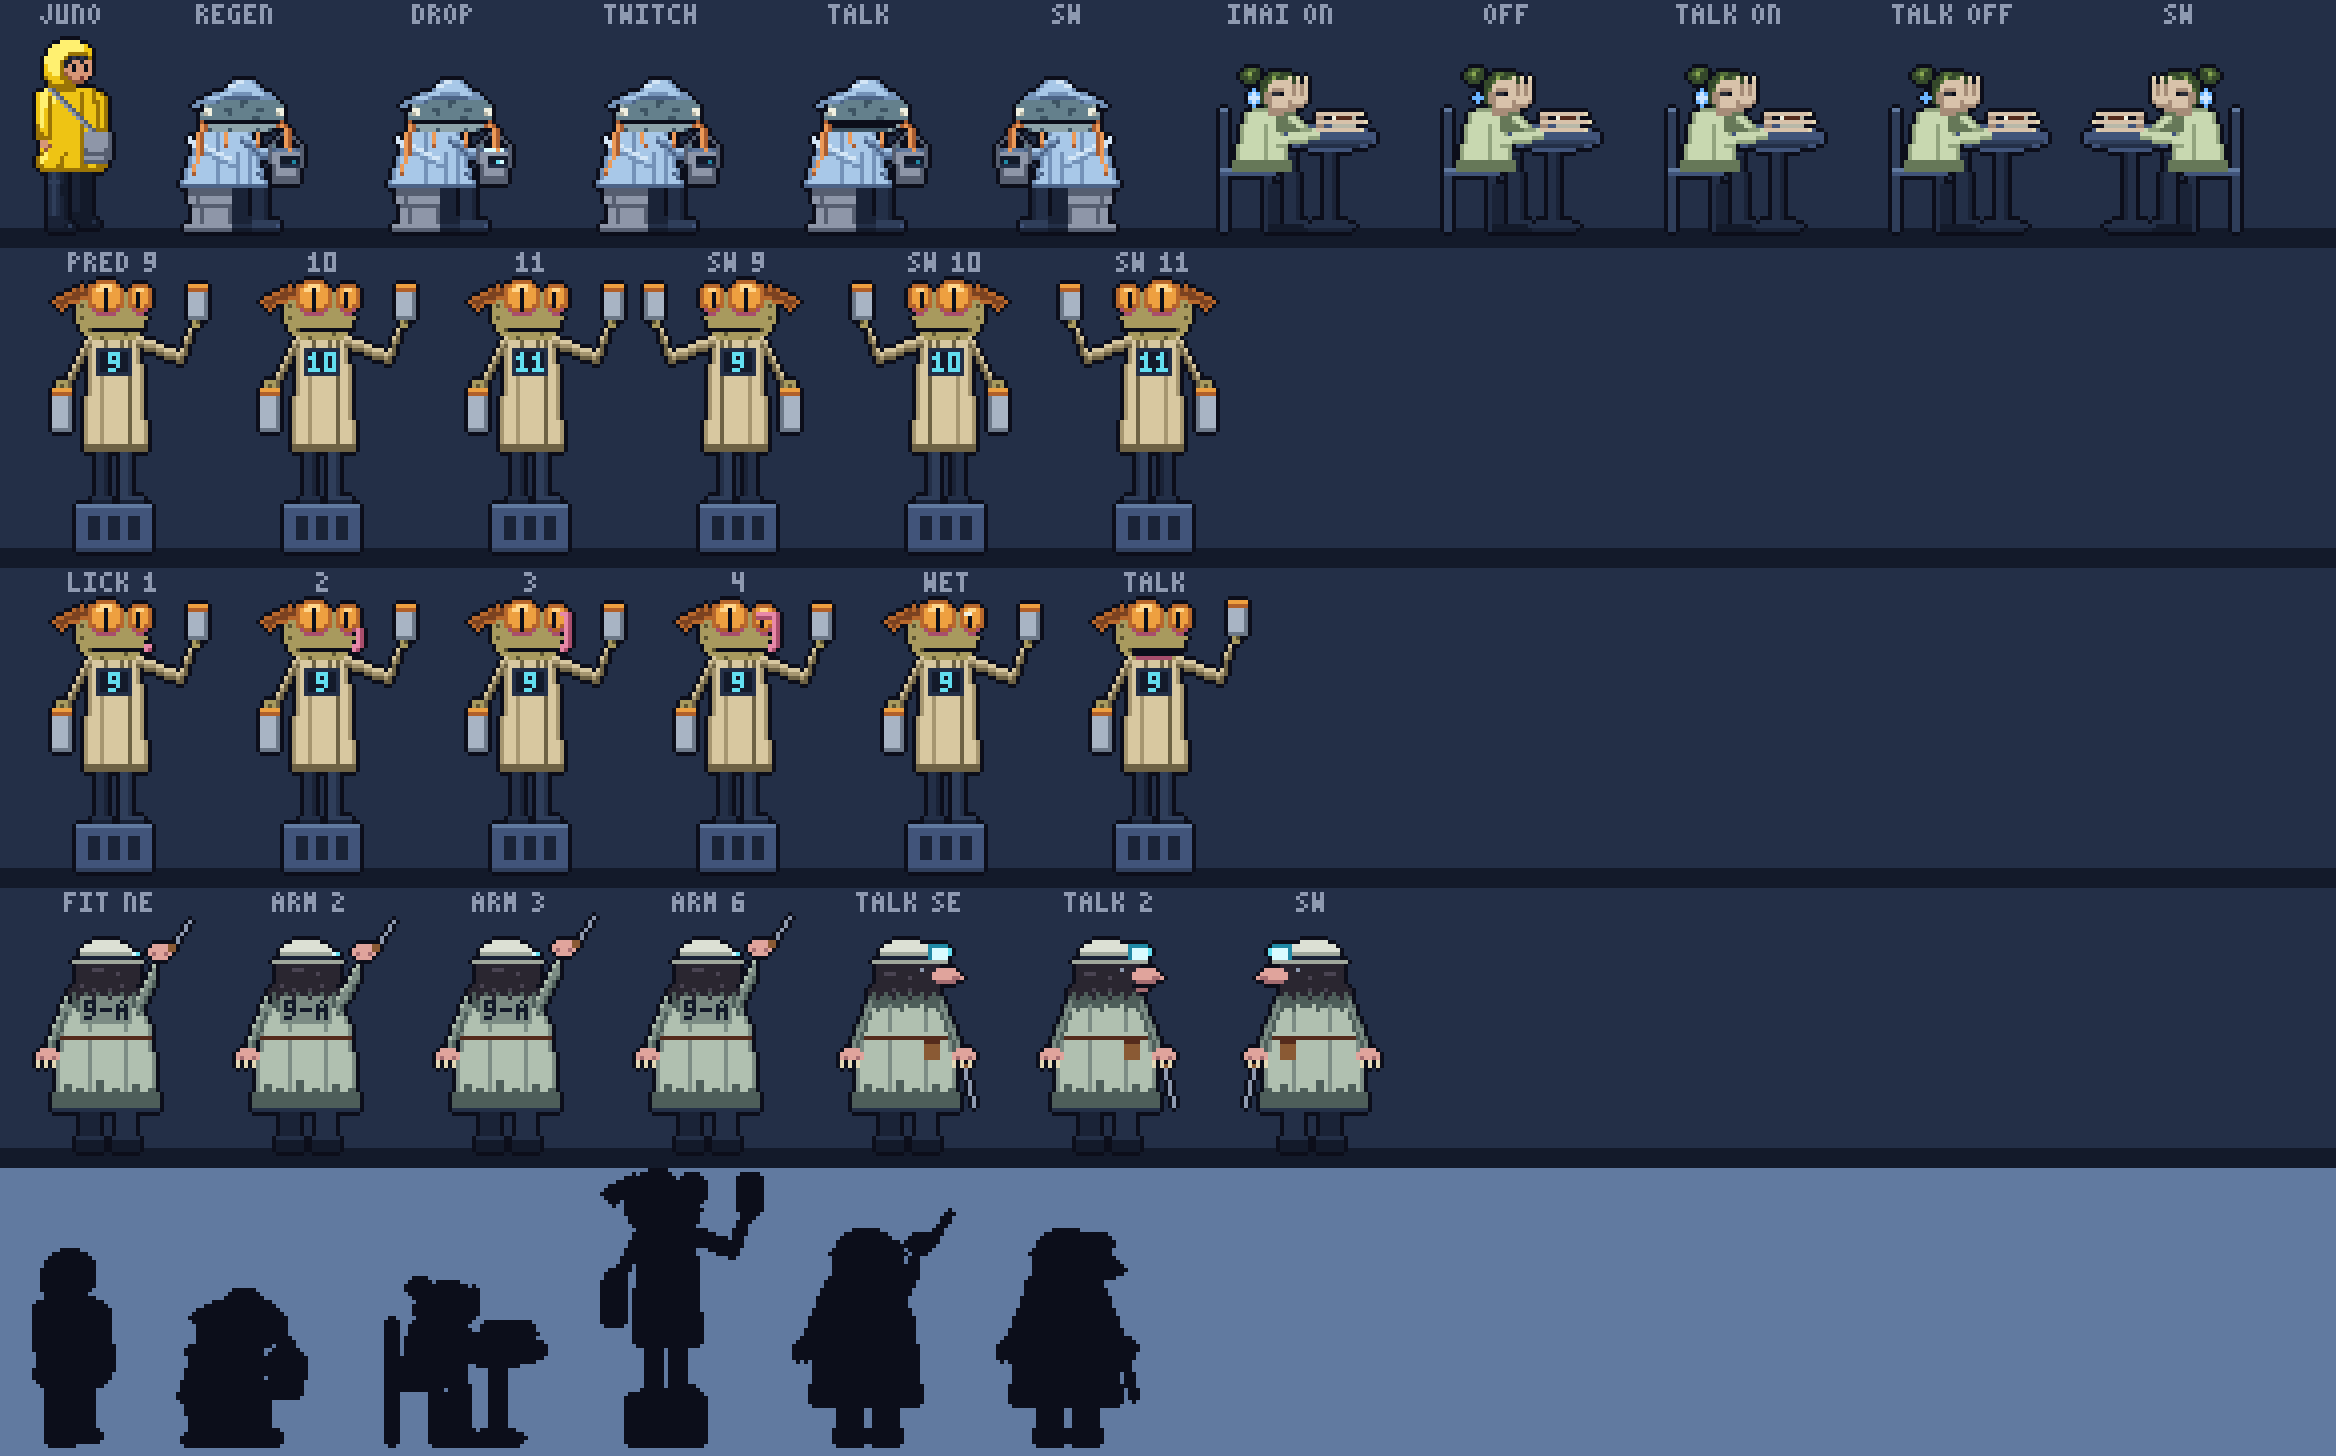 JUNO REGEN DROP TWITCH TALK SW IMAI ON OFF TALK ON TALK OFF SW
PRED 9 10 11 SW 9 SW 10 SW 11
9 10 11 9 10 11
LICK 1 2 3 4 WET TALK
9 9 9 9 9 9
FIT NE ARM 2 ARM 3 ARM 6 TALK SE TALK 2 SW
9-A 9-A 9-A 9-A